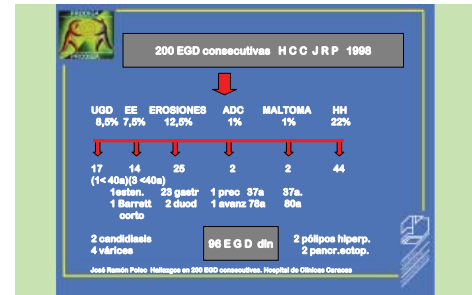 200 EGD consecutivas H C C J R P 1998
UGD EE EROSIONES ADC MALTOMA HH
8,5% 7,5% 12,5% 1% 1% 22%
17 14 25 2 2 44
(1< 40a)(3 <40a)
1esten. 23 gastr 1 prec 37a 37a.
1 Barrett 2 duod 1 avanz 78a 80a
corto
2 candidiasis 96 E G D dln 2 pólipos hiperp.
4 várices 2 pancr.ectop.
José Ramón Poleo Hallazgos en 200 EGD consecutivas. Hospital de Clínicas Caracas